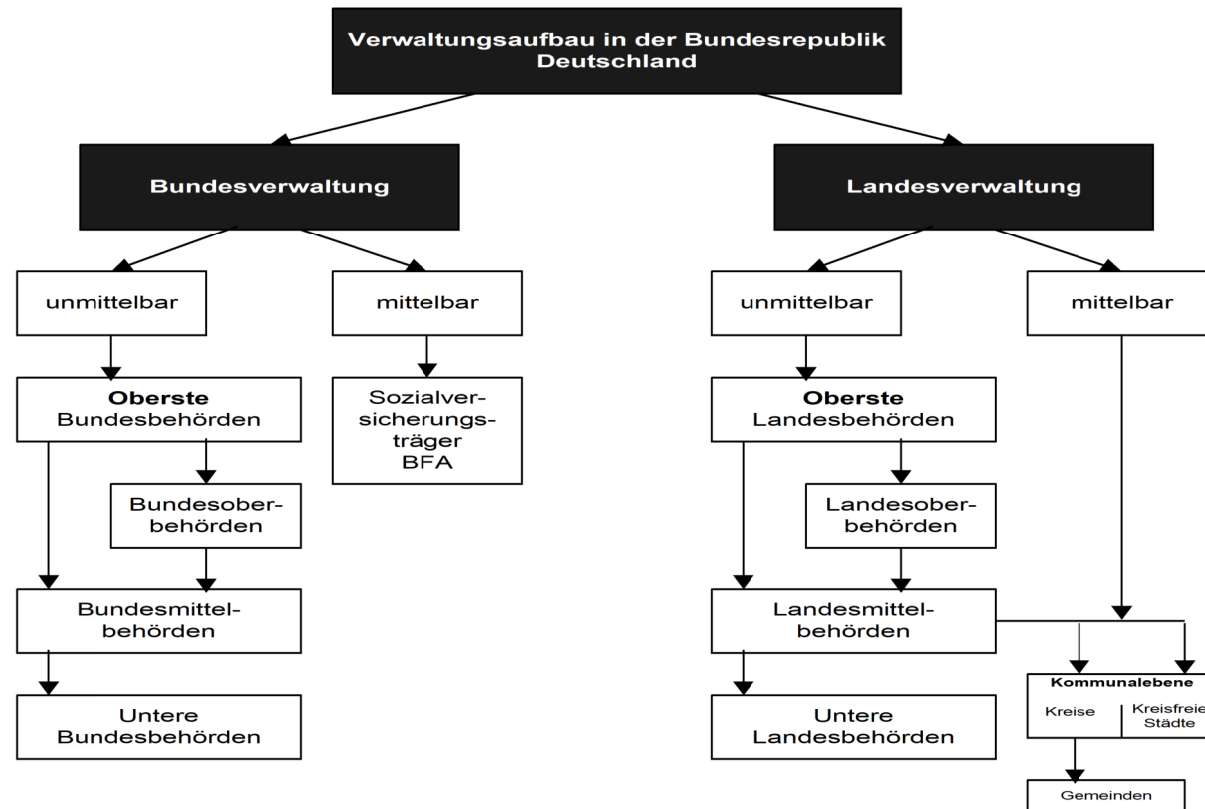 Verwaltungsaufbau in der Bundesrepublik
Deutschland
Bundesverwaltung
Landesverwaltung
unmittelbar
mittelbar
unmittelbar
mittelbar
Oberste
Bundesbehörden
Sozialver-
sicherungs-
träger
BFA
Oberste
Landesbehörden
Bundesober-
behörden
Landesober-
behörden
Bundesmittel-
behörden
Landesmittel-
behörden
Untere
Bundesbehörden
Untere
Landesbehörden
Kommunalebene
Kreise
Kreisfreie
Städte
Gemeinden